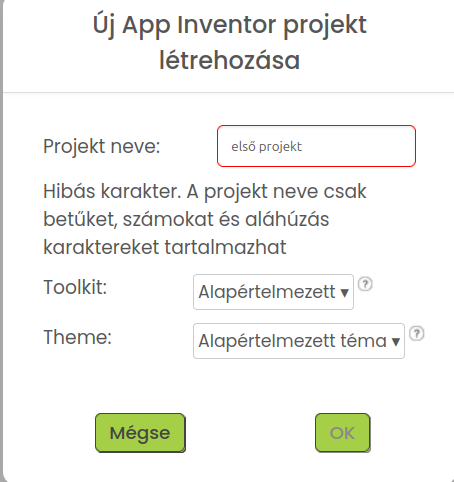 Új App Inventor projekt
létrehozása
Projekt neve:
első projekt
Hibás karakter. A projekt neve csak
betűket, számokat és aláhúzás
karaktereket tartalmazhat
Toolkit:
Alapértelmezett ▾ ?
Theme:
Alapértelmezett téma ▾ ?
Mégse
OK